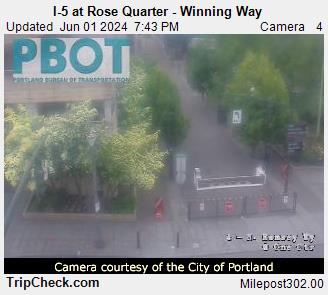 I-5 at Rose Quarter - Winning Way
Updated Jun 01 2024 7:43 PM Camera 4
PBOT
PORTLAND BUREAU OF TRANSPORTATION
Camera courtesy of the City of Portland
TripCheck.com Milepost302.00